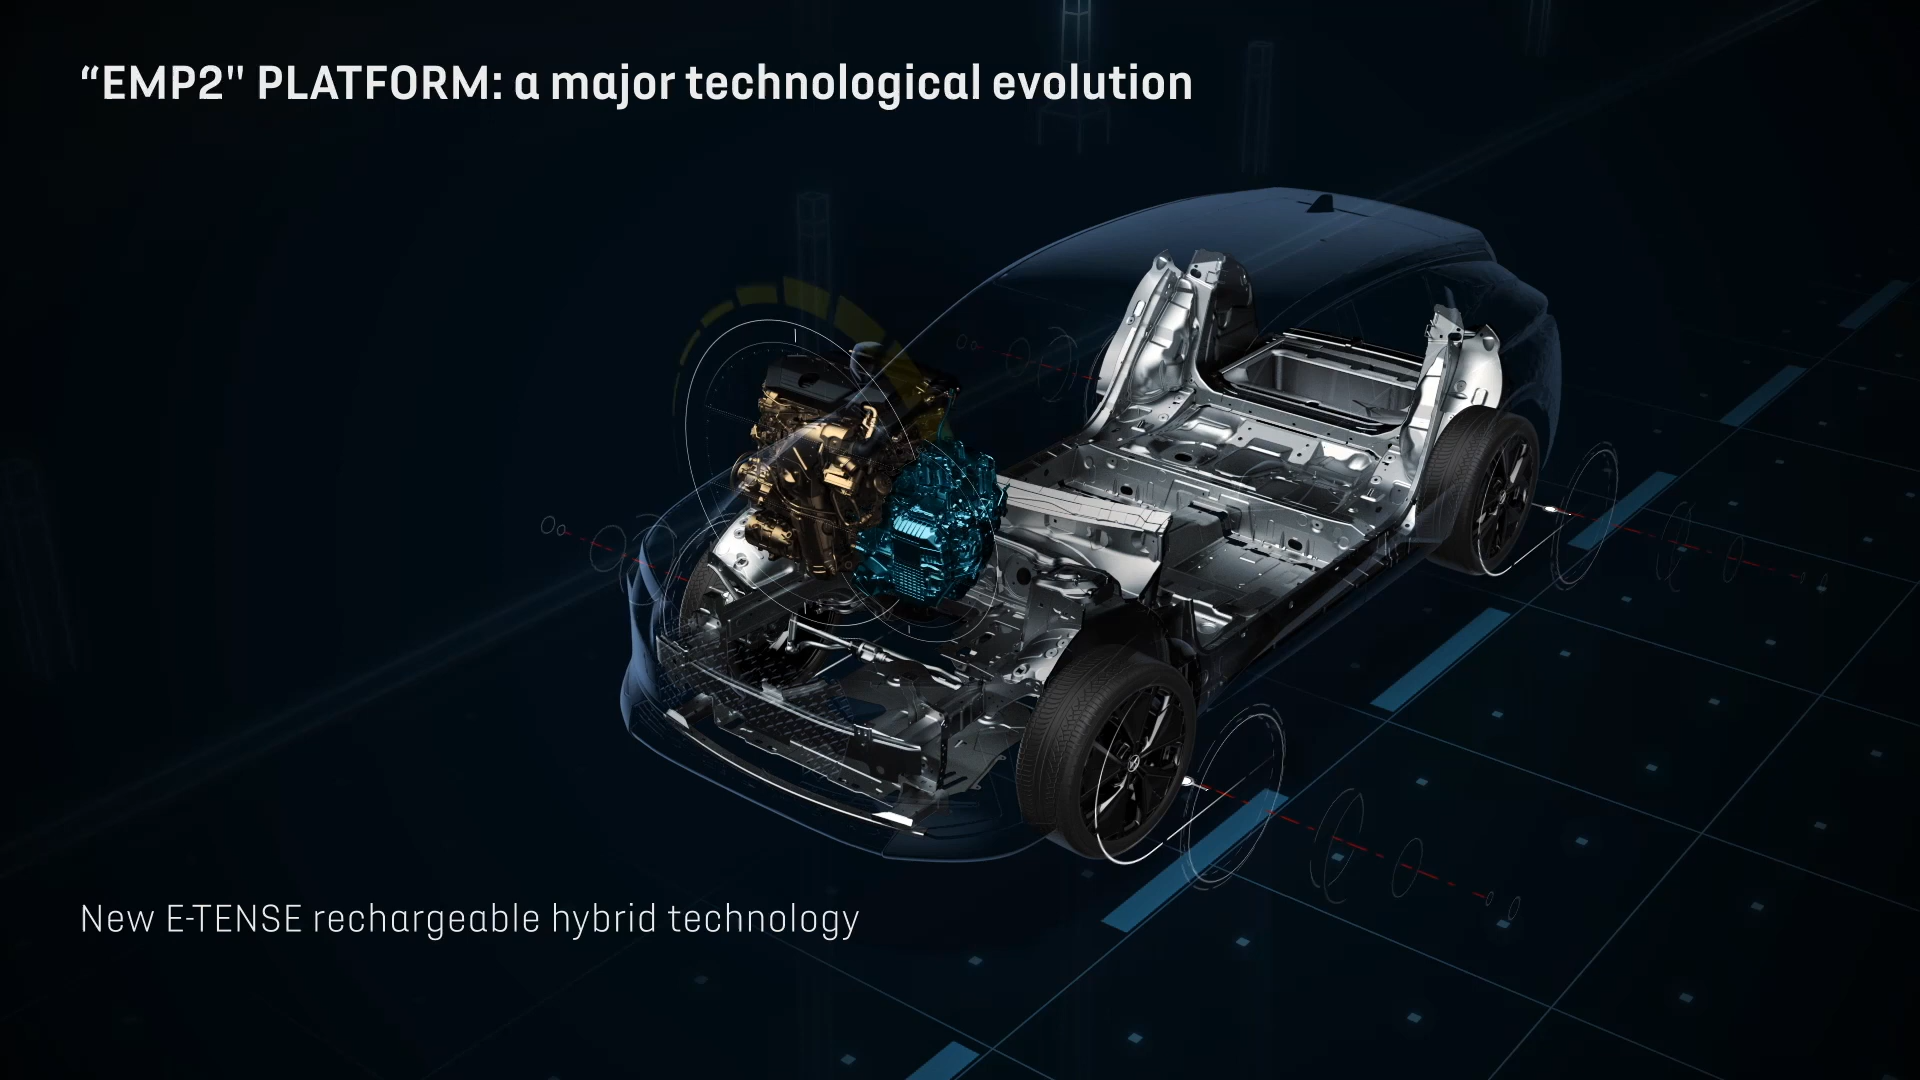 “EMP2" PLATFORM: a major technological evolution
New E-TENSE rechargeable hybrid technology